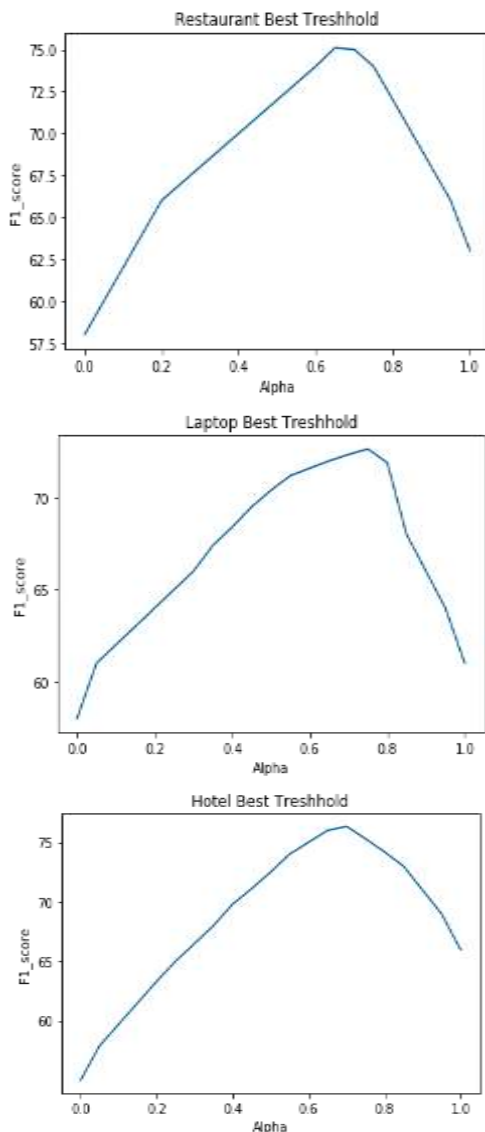 Restaurant Best Treshhold
75.0
72.5
70.0
67.5
65.0
62.5
60.0
57.5
F1_score
0.0 0.2 0.4 0.6 0.8 1.0
Alpha
Laptop Best Treshhold
70
65
60
F1_score
0.0 0.2 0.4 0.6 0.8 1.0
Alpha
Hotel Best Treshhold
75
70
65
60
F1_score
0.0 0.2 0.4 0.6 0.8 1.0
Alpha